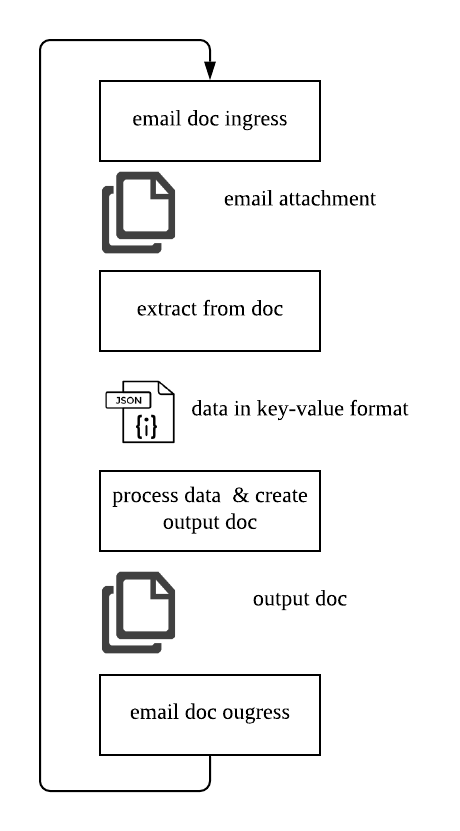 email doc ingress
email attachment
extract from doc
JSON
{i}
data in key-value format
process data & create
output doc
output doc
email doc ougress